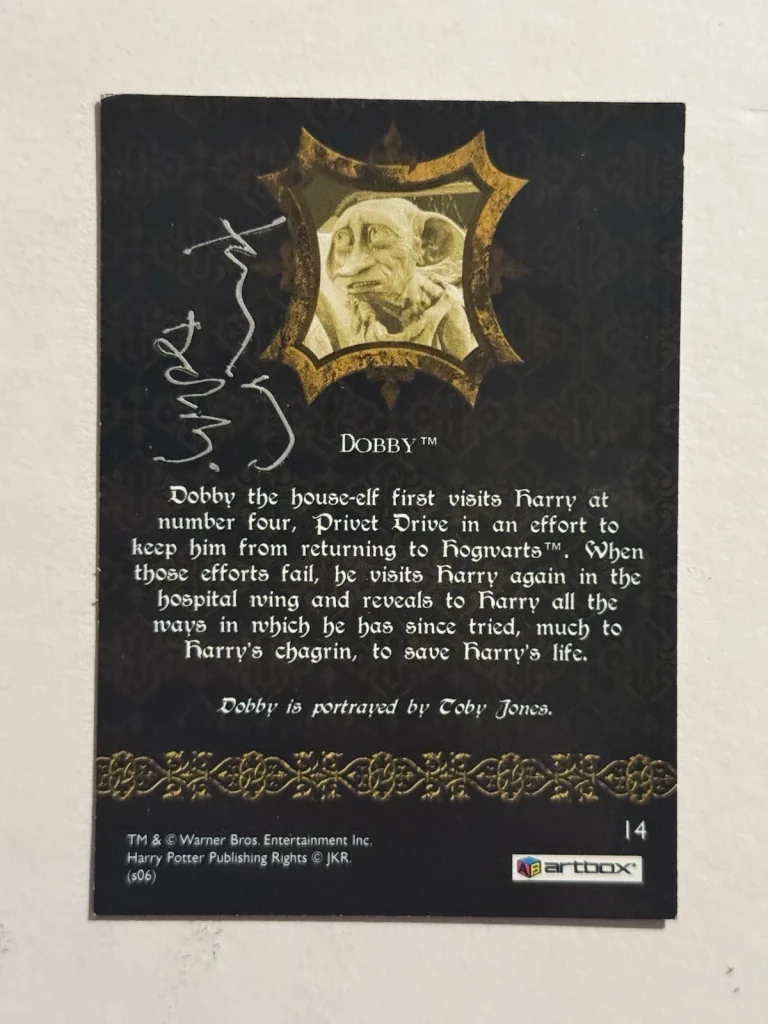 DOBBY™
Dobby the house-elf first visits Harry at
number four, Privet Drive in an effort to
keep him from returning to Hogwarts™. When
those efforts fail, he visits Harry again in the
hospital wing and reveals to Harry all the
ways in which he has since tried, much to
Harry's chagrin, to save Harry's life.
Dobby is portrayed by Toby Jones.
14
TM & © Warner Bros. Entertainment Inc.
Harry Potter Publishing Rights © JKR.
(s06)
AB artbox®